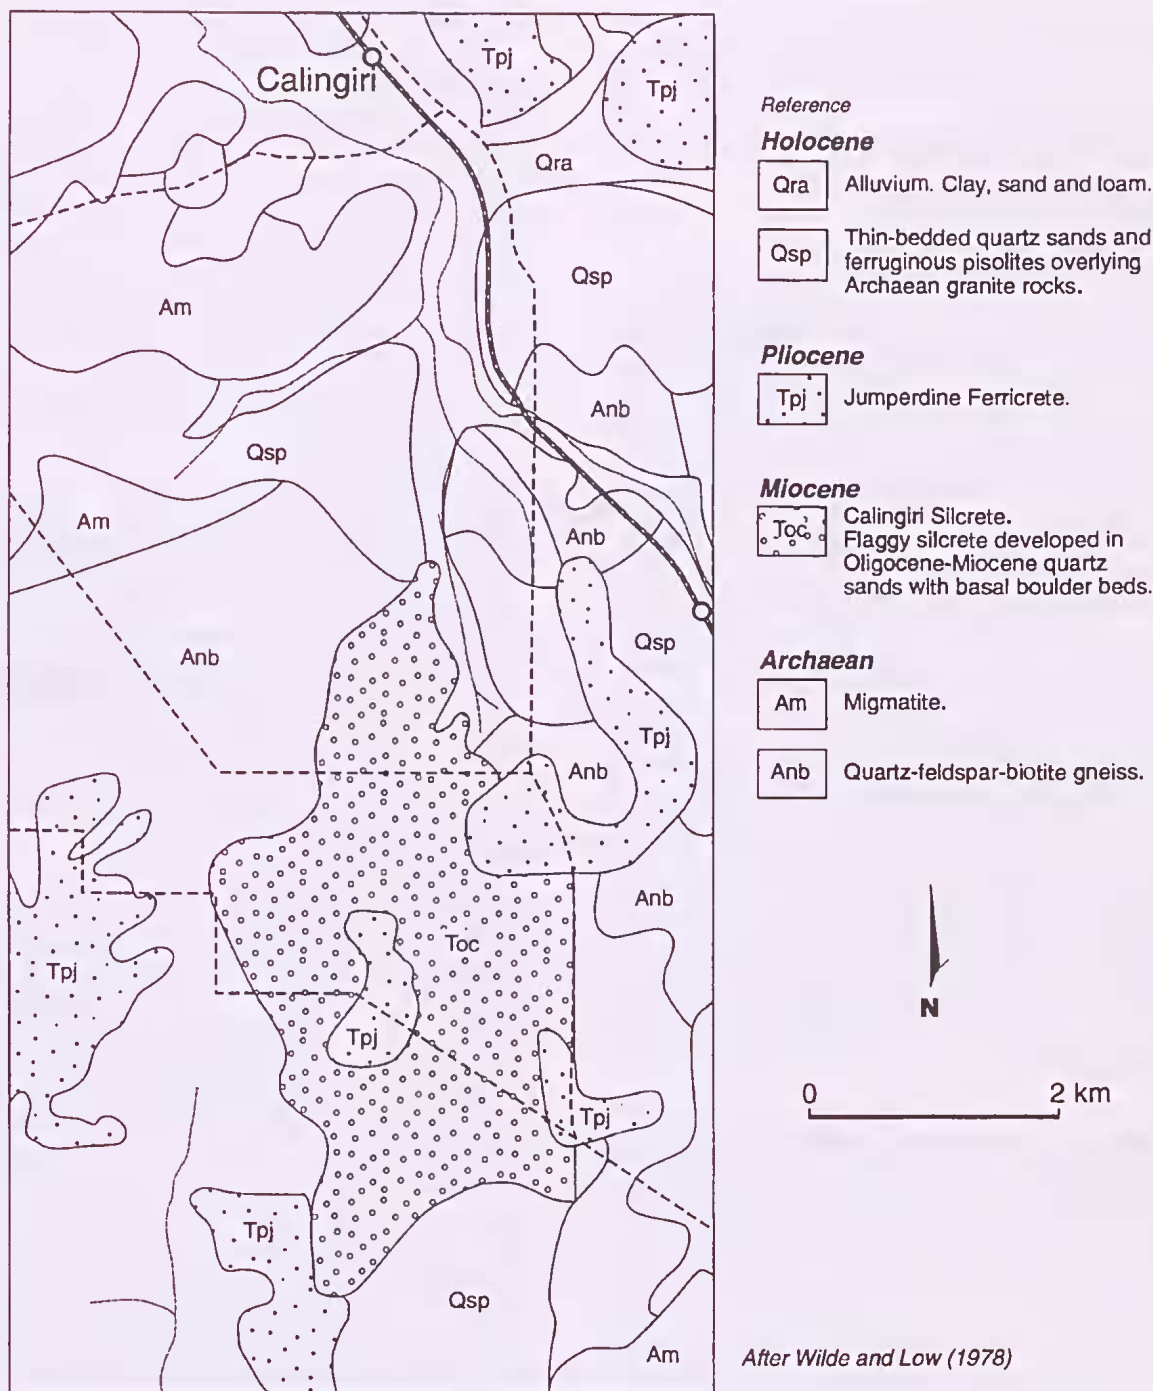 Calingiri
Tpj
Tpj
Qra
Qsp
Am
Anb
Qsp
Am
Anb
Qsp
Anb
Tpj
Anb
Anb
Toc
Tpj
Tpj
Tpj
Tpj
Qsp
Am
Reference
Holocene
Qra Alluvium. Clay, sand and loam.
Qsp Thin-bedded quartz sands and
ferruginous pisolites overlying
Archaean granite rocks.
Pliocene
Tpj Jumperdine Ferricrete.
Miocene
Toc Calingiri Silcrete.
Flaggy silcrete developed in
Oligocene-Miocene quartz
sands with basal boulder beds.
Archaean
Am Migmatite.
Anb Quartz-feldspar-biotite gneiss.
N
0 2 km
After Wilde and Low (1978)